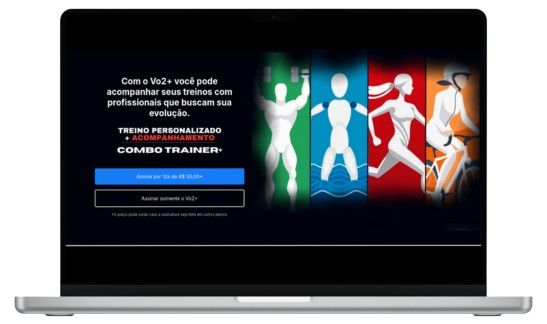 Com o Vo2+ você pode
acompanhar seus treinos com
profissionais que buscam sua
evolução.
TREINO PERSONALIZADO
+ ACOMPANHAMENTO
COMBO TRAINER+
Assine por 12x de R$ 50,00*
Assinar somente o Vo2+
*O preço pode variar caso a assinatura seja feita em outros planos.